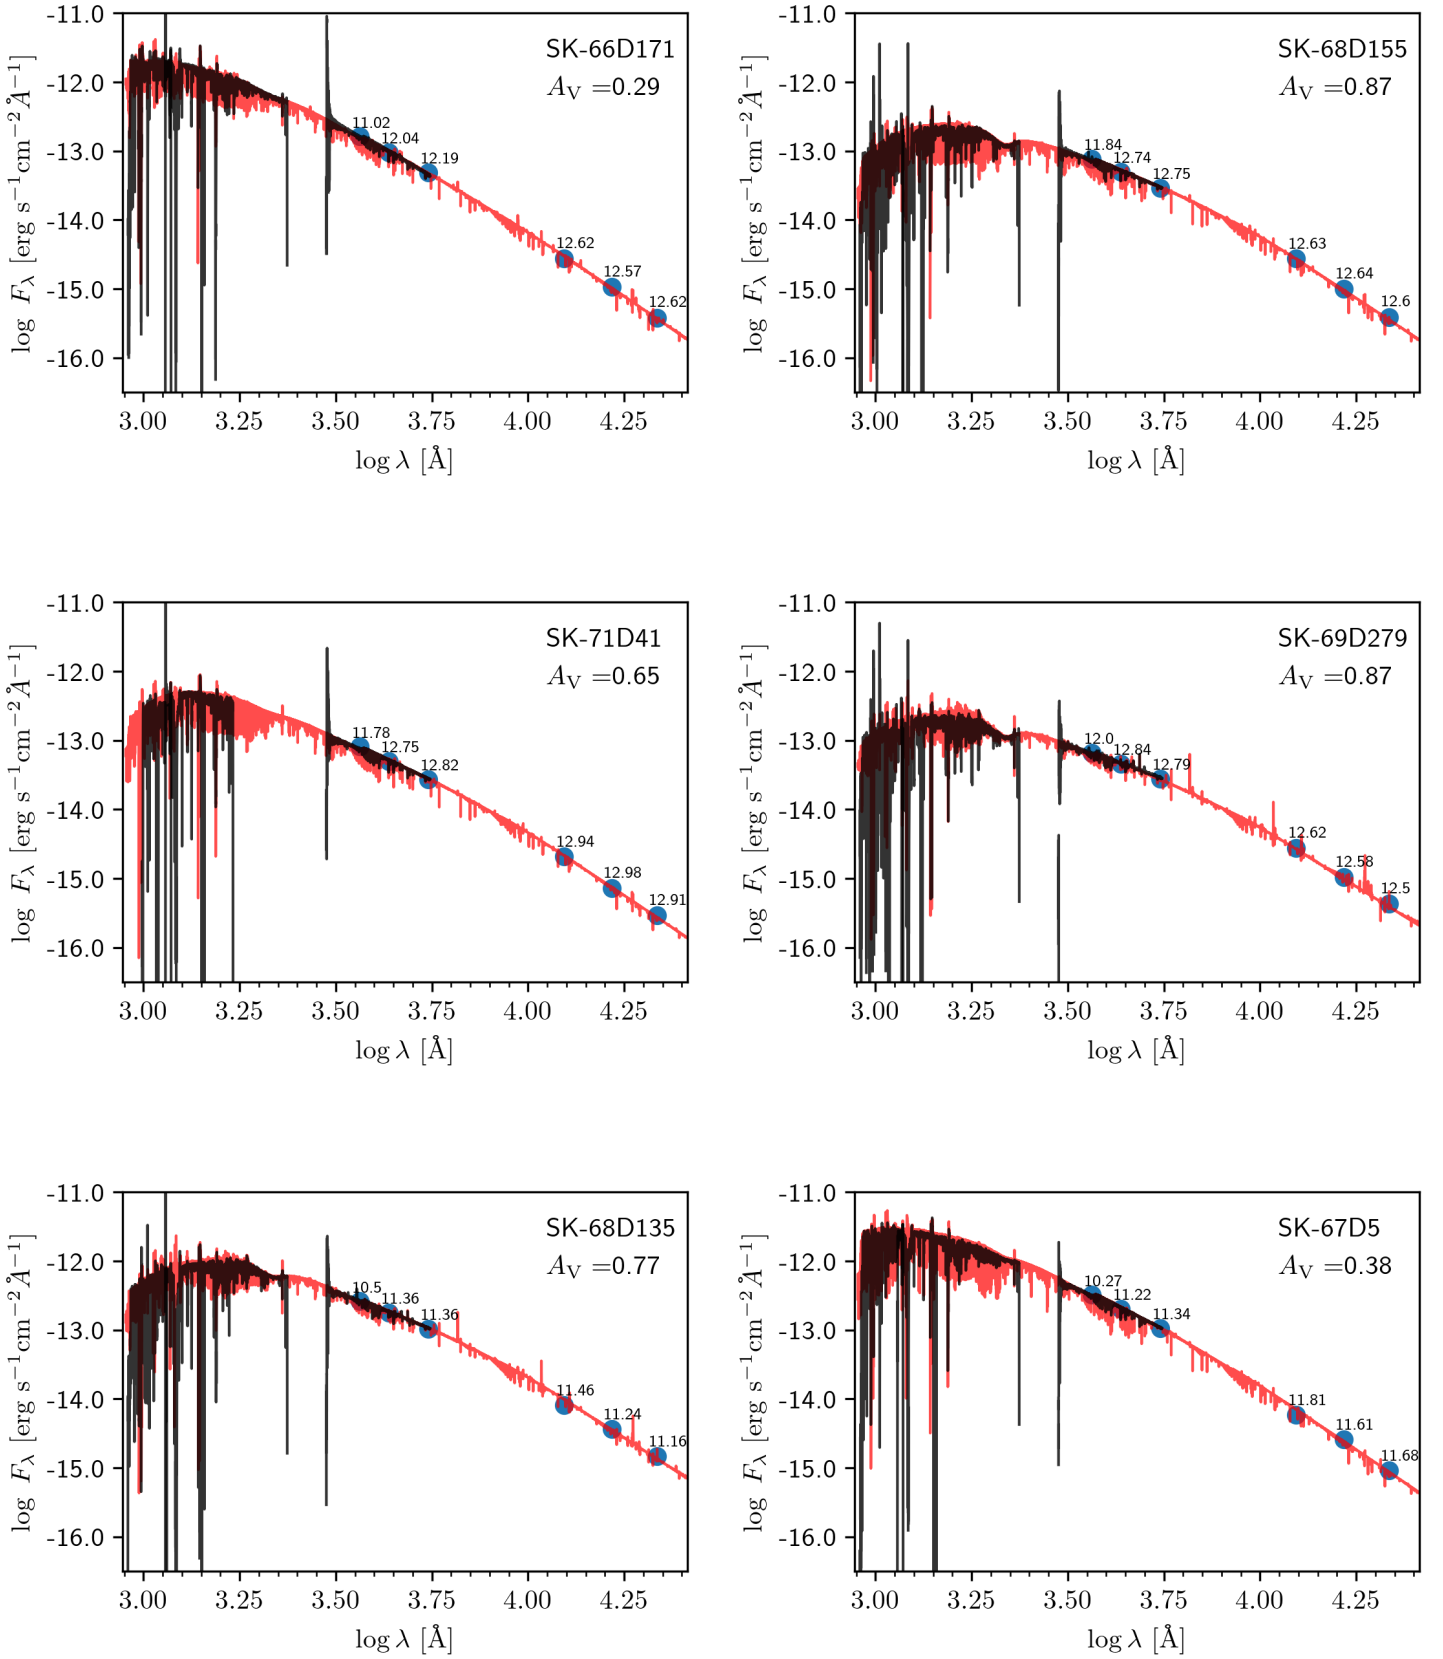 -11.0
-12.0
-13.0
-14.0
-15.0
-16.0
log Fλ [erg s−1cm−2Å−1]
SK-66D171
AV =0.29
11.02
12.04
12.19
12.62
12.57
12.62
3.00 3.25 3.50 3.75 4.00 4.25
log λ [Å]
-11.0
-12.0
-13.0
-14.0
-15.0
-16.0
log Fλ [erg s−1cm−2Å−1]
SK-68D155
AV =0.87
11.84
12.74
12.75
12.63
12.64
12.6
3.00 3.25 3.50 3.75 4.00 4.25
log λ [Å]
-11.0
-12.0
-13.0
-14.0
-15.0
-16.0
log Fλ [erg s−1cm−2Å−1]
SK-71D41
AV =0.65
11.78
12.75
12.82
12.94
12.98
12.91
3.00 3.25 3.50 3.75 4.00 4.25
log λ [Å]
-11.0
-12.0
-13.0
-14.0
-15.0
-16.0
log Fλ [erg s−1cm−2Å−1]
SK-69D279
AV =0.87
12.0
12.84
12.79
12.62
12.58
12.5
3.00 3.25 3.50 3.75 4.00 4.25
log λ [Å]
-11.0
-12.0
-13.0
-14.0
-15.0
-16.0
log Fλ [erg s−1cm−2Å−1]
SK-68D135
AV =0.77
10.5
11.36
11.36
11.46
11.24
11.16
3.00 3.25 3.50 3.75 4.00 4.25
log λ [Å]
-11.0
-12.0
-13.0
-14.0
-15.0
-16.0
log Fλ [erg s−1cm−2Å−1]
SK-67D5
AV =0.38
10.27
11.22
11.34
11.81
11.61
11.68
3.00 3.25 3.50 3.75 4.00 4.25
log λ [Å]